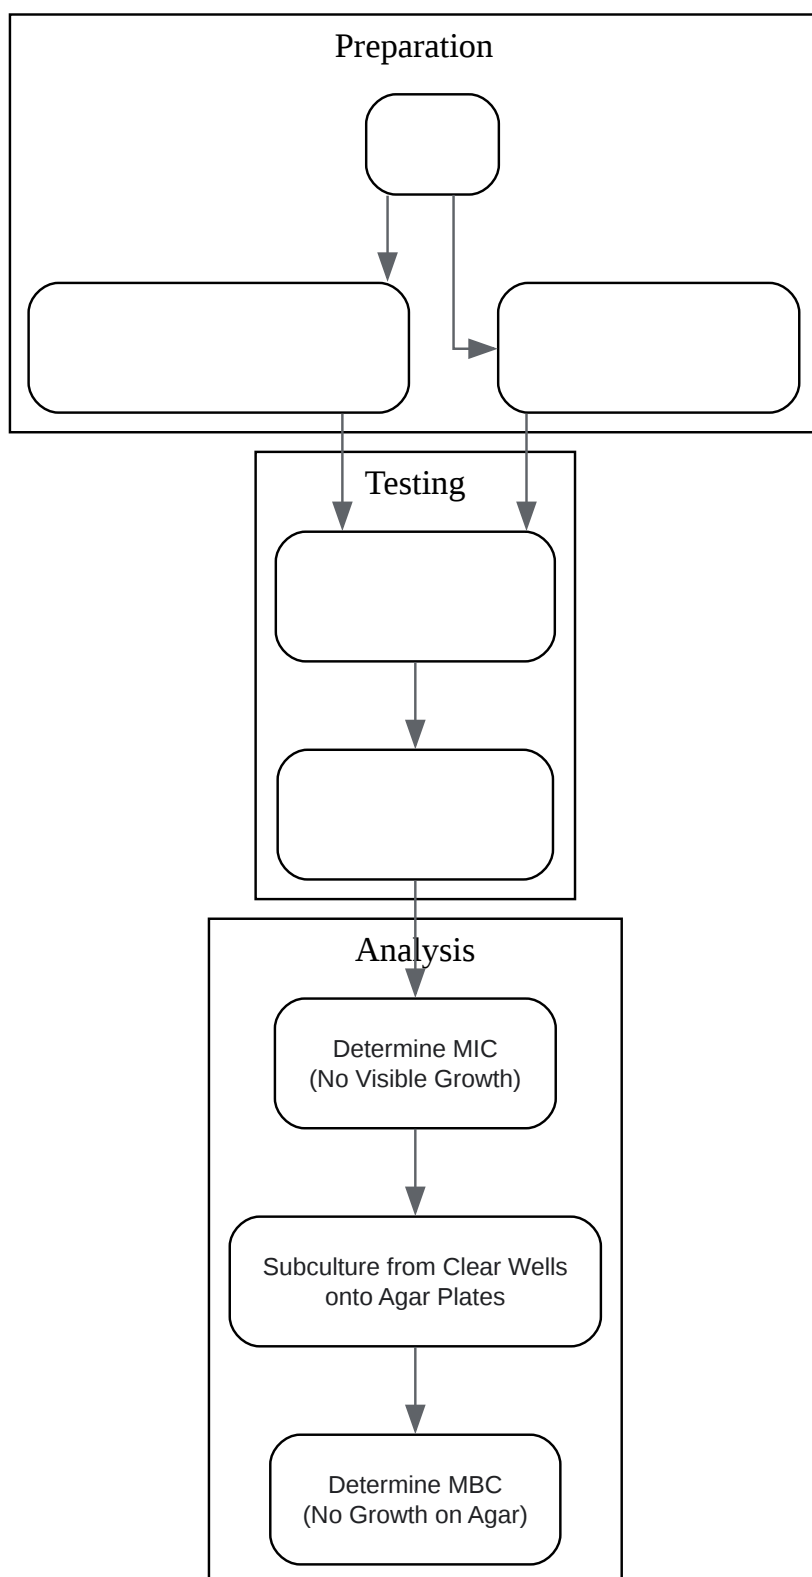 Preparation
Testing
Analysis
Determine MIC
(No Visible Growth)
Subculture from Clear Wells
onto Agar Plates
Determine MBC
(No Growth on Agar)